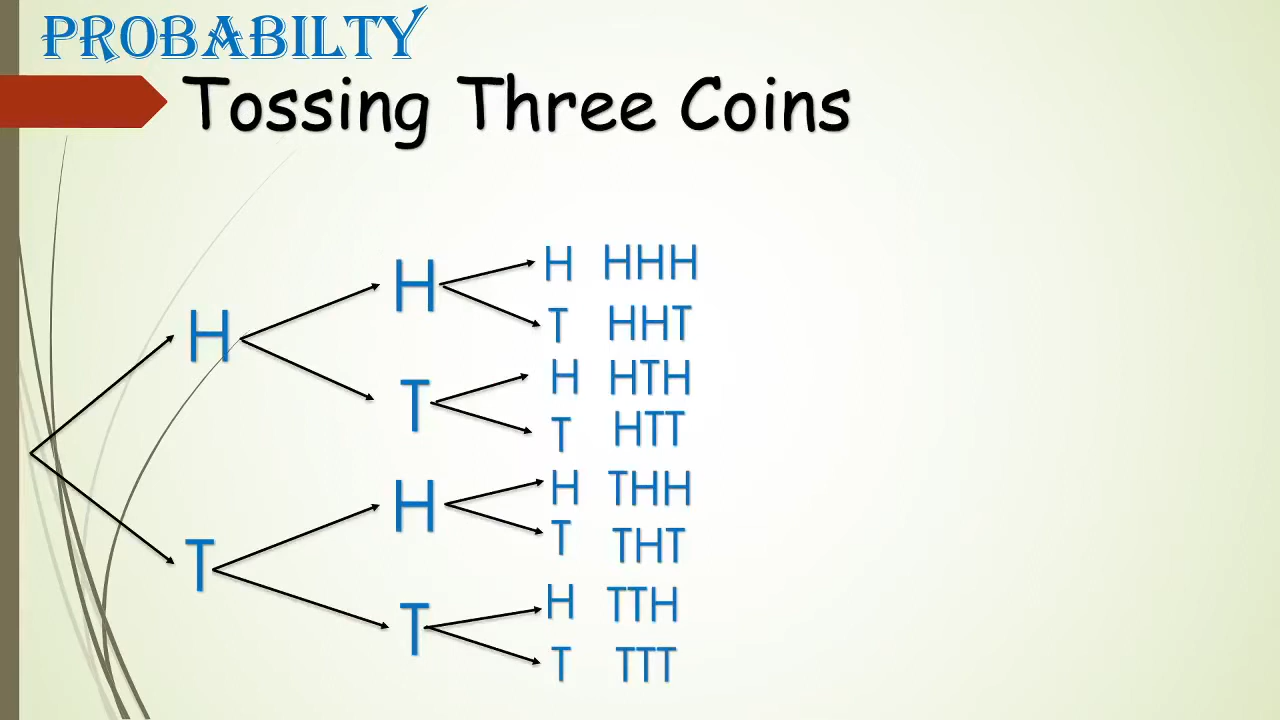 PROBABILTY
Tossing Three Coins
H HHH
H
T HHT
H
H HTH
T
T HTT
H THH
H
T THT
T
H TTH
T
T TTT